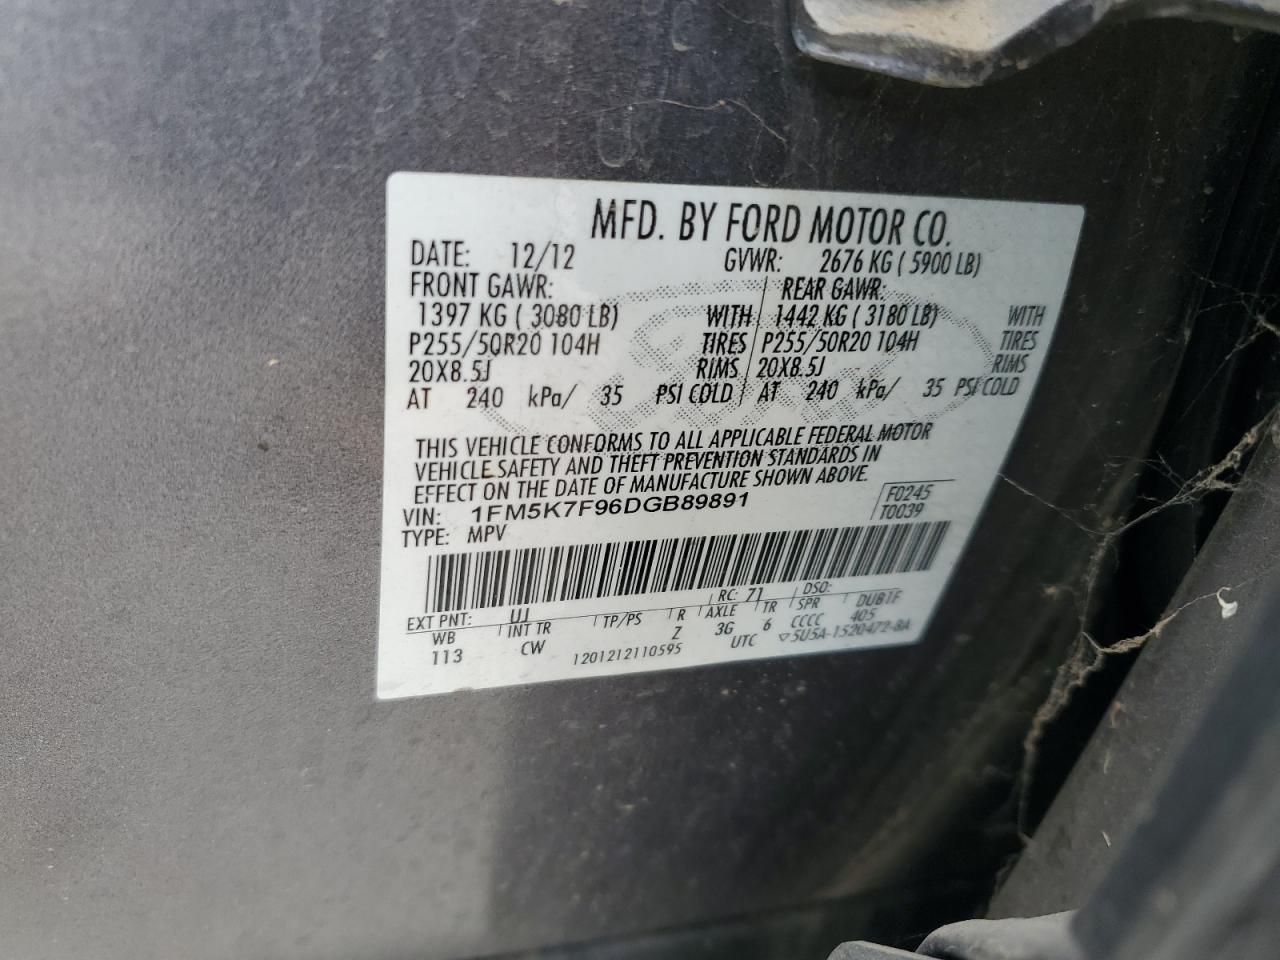 MFD. BY FORD MOTOR CO.
DATE: 12/12 GVWR: 2676 KG ( 5900 LB)
FRONT GAWR: REAR GAWR:
1397 KG ( 3080 LB) WITH 1442 KG ( 3180 LB) WITH
P255/50R20 104H TIRES P255/50R20 104H TIRES
20X8.5J RIMS 20X8.5J RIMS
AT 240 kPa/ 35 PSI COLD AT 240 kPa/ 35 PSI COLD
THIS VEHICLE CONFORMS TO ALL APPLICABLE FEDERAL MOTOR
VEHICLE SAFETY AND THEFT PREVENTION STANDARDS IN
EFFECT ON THE DATE OF MANUFACTURE SHOWN ABOVE.
VIN: 1FM5K7F96DGB89891 F0245
TYPE: MPV T0039
EXT PNT: UJ RC: 71 DSO:
WB INT TR TP/PS R AXLE TR SPR DUB1F
113 CW Z 3G 6 CCCC 405
1201212110595 UTC ▽5U5A-1520472-BA